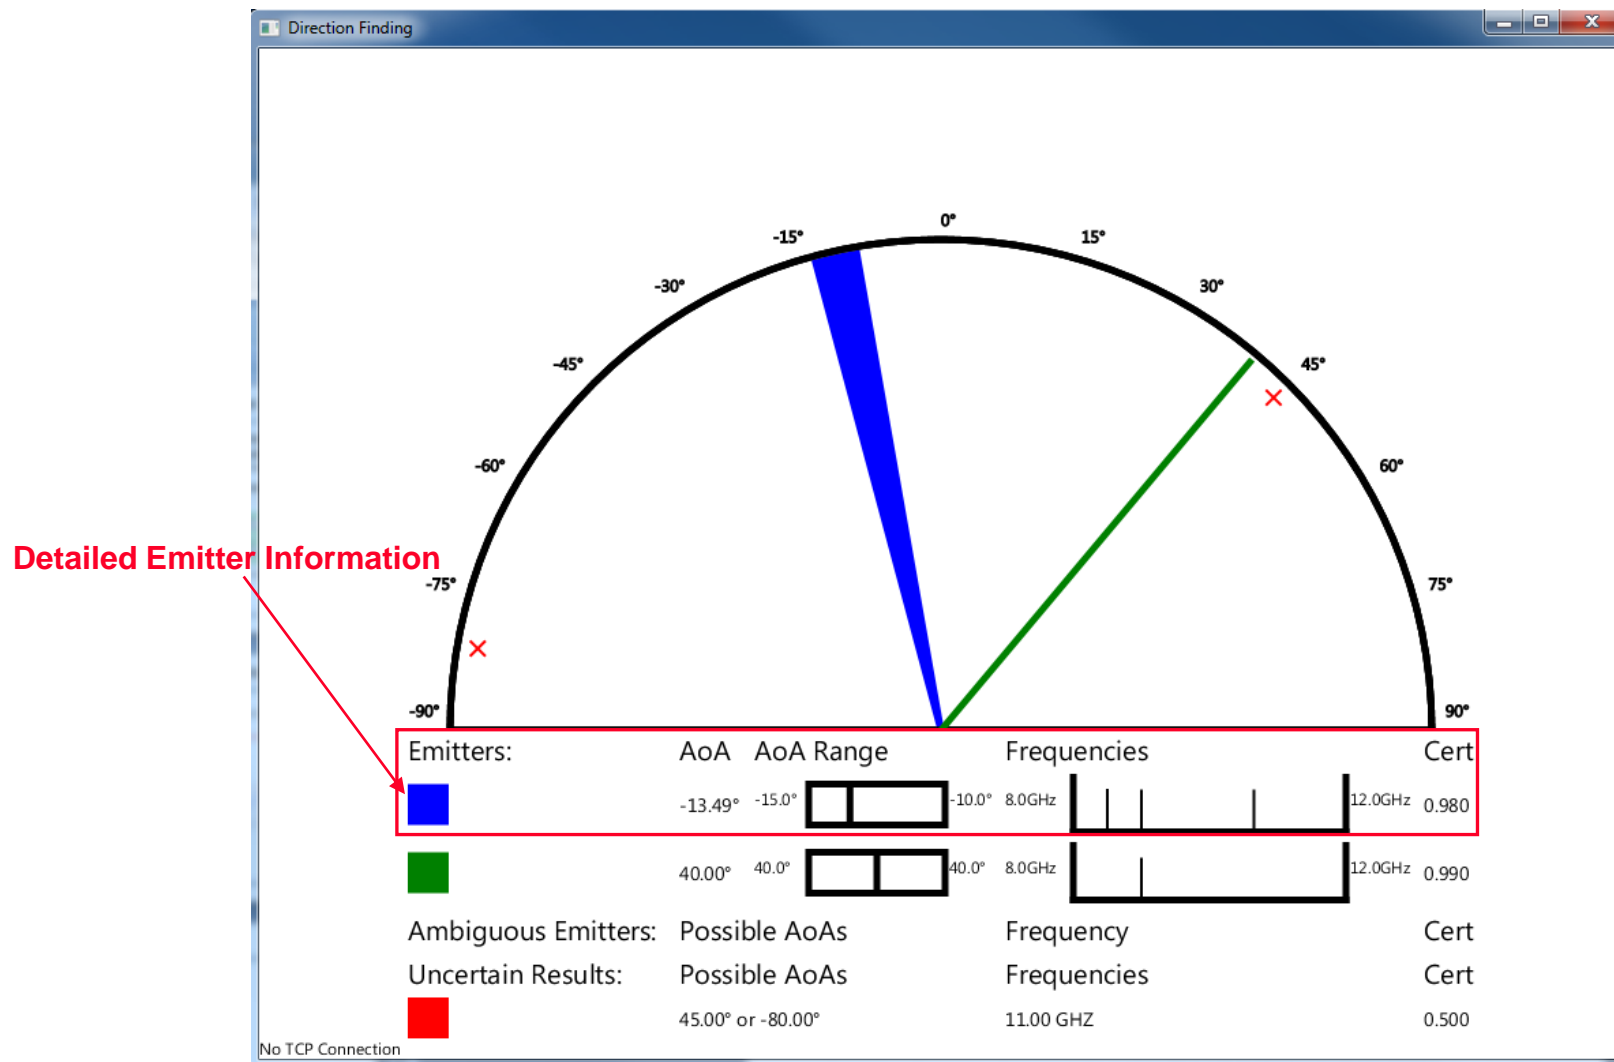 Direction Finding
0°
-15° 15°
-30° 30°
-45° 45°
-60° 60°
Detailed Emitter Information
-75° 75°
-90° 90°
Emitters: AoA AoA Range Frequencies Cert
-13.49° -15.0° -10.0° 8.0GHz 12.0GHz 0.980
40.00° 40.0° 40.0° 8.0GHz 12.0GHz 0.990
Ambiguous Emitters: Possible AoAs Frequency Cert
Uncertain Results: Possible AoAs Frequencies Cert
45.00° or -80.00° 11.00 GHZ 0.500
No TCP Connection